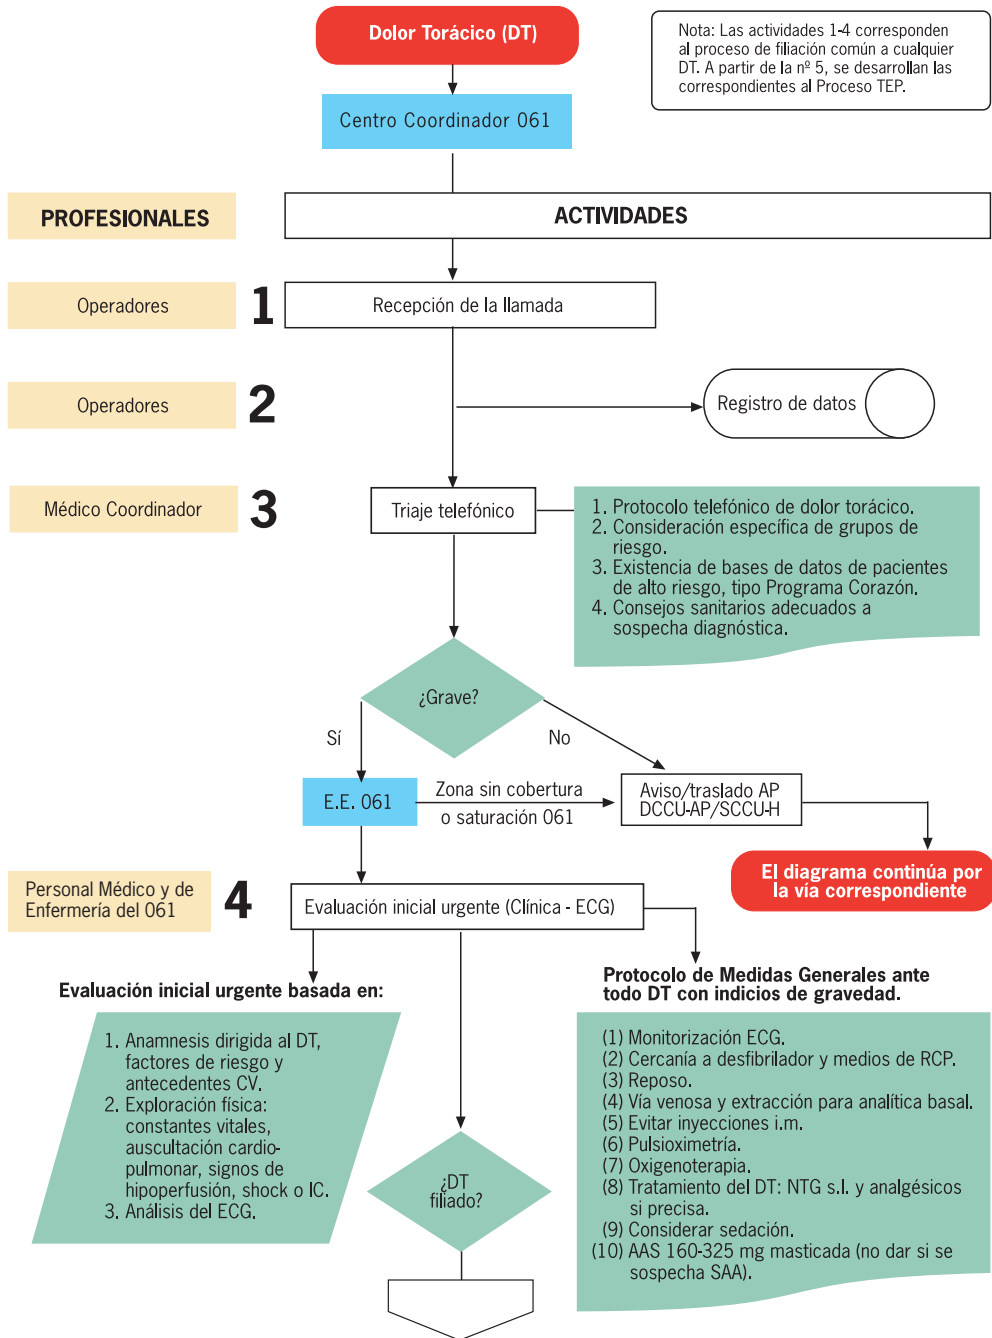 Dolor Torácico (DT)
Nota: Las actividades 1-4 corresponden
al proceso de filiación común a cualquier
DT. A partir de la nº 5, se desarrollan las
correspondientes al Proceso TEP.
Centro Coordinador 061
PROFESIONALES
ACTIVIDADES
Operadores
1
Recepción de la llamada
Operadores
2
Registro de datos
Médico Coordinador
3
Triaje telefónico
1. Protocolo telefónico de dolor torácico.
2. Consideración específica de grupos de
riesgo.
3. Existencia de bases de datos de pacientes
de alto riesgo, tipo Programa Corazón.
4. Consejos sanitarios adecuados a
sospecha diagnóstica.
¿Grave?
Sí
No
E.E. 061
Zona sin cobertura
o saturación 061
Aviso/traslado AP
DCCU-AP/SCCU-H
El diagrama continúa por
la vía correspondiente
Personal Médico y de
Enfermería del 061
4
Evaluación inicial urgente (Clínica - ECG)
Evaluación inicial urgente basada en:
1. Anamnesis dirigida al DT,
factores de riesgo y
antecedentes CV.
2. Exploración física:
constantes vitales,
auscultación cardio-
pulmonar, signos de
hipoperfusión, shock o IC.
3. Análisis del ECG.
¿DT
filiado?
Protocolo de Medidas Generales ante
todo DT con indicios de gravedad.
(1) Monitorización ECG.
(2) Cercanía a desfibrilador y medios de RCP.
(3) Reposo.
(4) Vía venosa y extracción para analítica basal.
(5) Evitar inyecciones i.m.
(6) Pulsioximetría.
(7) Oxigenoterapia.
(8) Tratamiento del DT: NTG s.l. y analgésicos
si precisa.
(9) Considerar sedación.
(10) AAS 160-325 mg masticada (no dar si se
sospecha SAA).